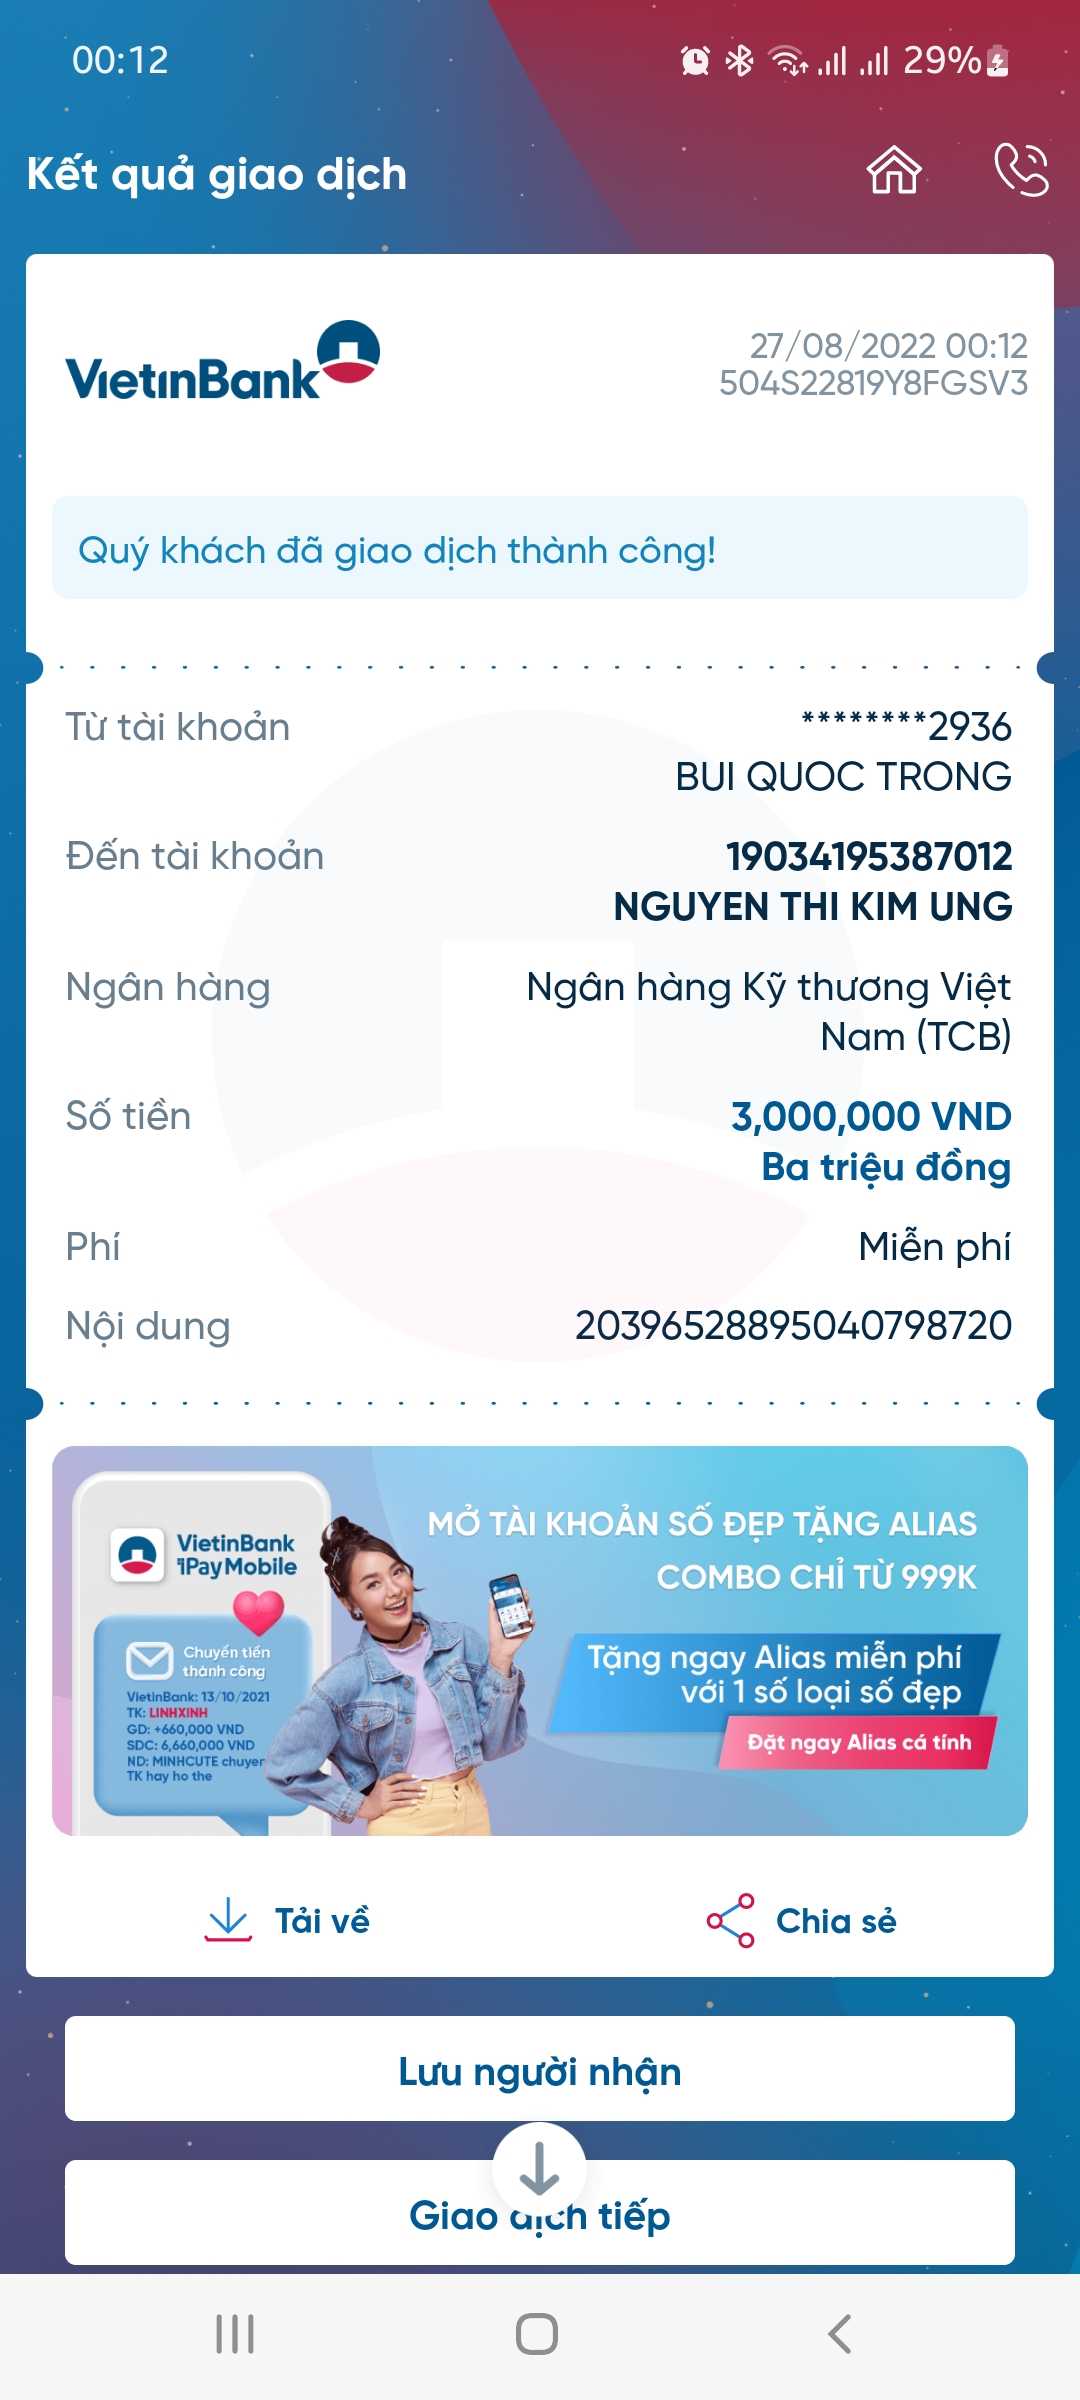 00:12
29%
Kết quả giao dịch
VietinBank
27/08/2022 00:12
504S22819Y8FGSV3
Quý khách đã giao dịch thành công!
Từ tài khoản
********2936
BUI QUOC TRONG
Đến tài khoản
19034195387012
NGUYEN THI KIM UNG
Ngân hàng
Ngân hàng Kỹ thương Việt
Nam (TCB)
Số tiền
3,000,000 VND
Ba triệu đồng
Phí
Miễn phí
Nội dung
20396528895040798720
MỞ TÀI KHOẢN SỐ ĐẸP TẶNG ALIAS
COMBO CHỈ TỪ 999K
Tặng ngay Alias miễn phí
với 1 số loại số đẹp
Đặt ngay Alias cá tính
VietinBank
iPay Mobile
Chuyển tiền
thành công
VietinBank: 13/10/2021
TK: LINHXINH
GD: +660,000 VND
SDC: 6,660,000 VND
ND: MINHCUTE chuyen
TK hay ho the
Tải về
Chia sẻ
Lưu người nhận
Giao dịch tiếp